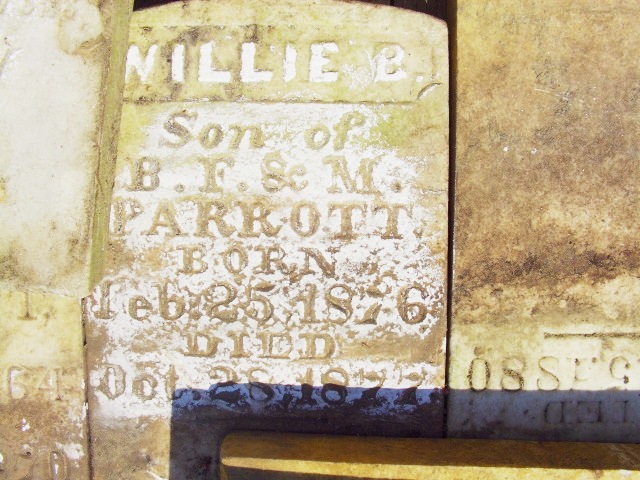 WILLIE B.
Son of
B. F. & M.
PARROTT.
BORN
Feb. 25, 1876
DIED
Oct. 28, 1877